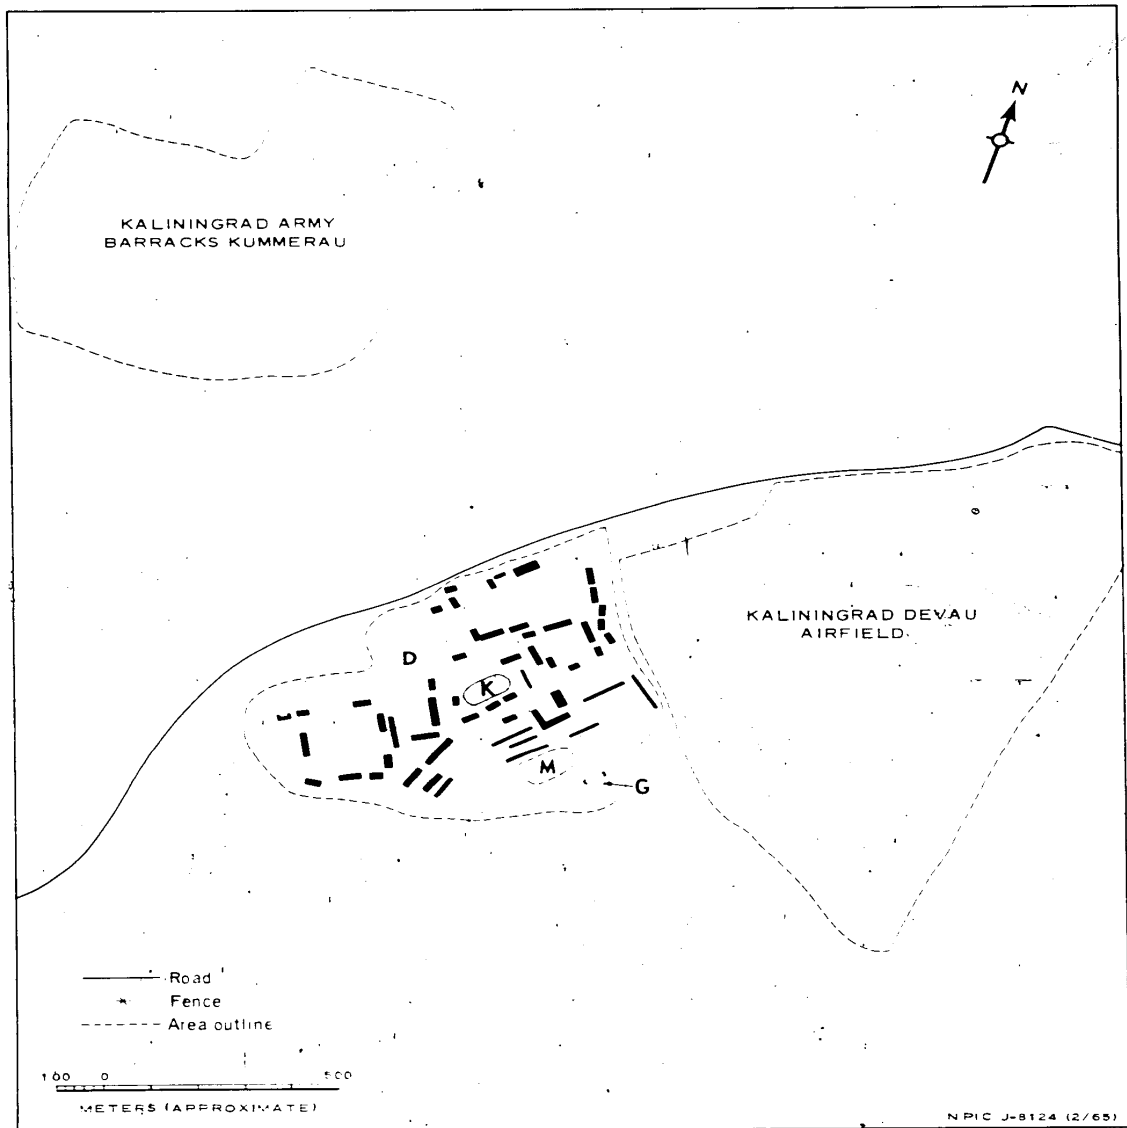 N
KALININGRAD ARMY
BARRACKS KUMMERAU
KALININGRAD DEVAU
AIRFIELD
D
K
M
G
Road
Fence
Area outline
100 0 500
METERS (APPROXIMATE)
NPIC J-8124 (2/65)